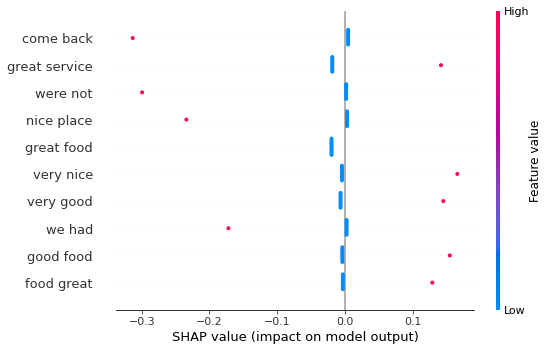 High
come back
great service
were not
nice place
great food
very nice
very good
we had
good food
food great
Feature value
Low
−0.3 −0.2 −0.1 0.0 0.1
SHAP value (impact on model output)